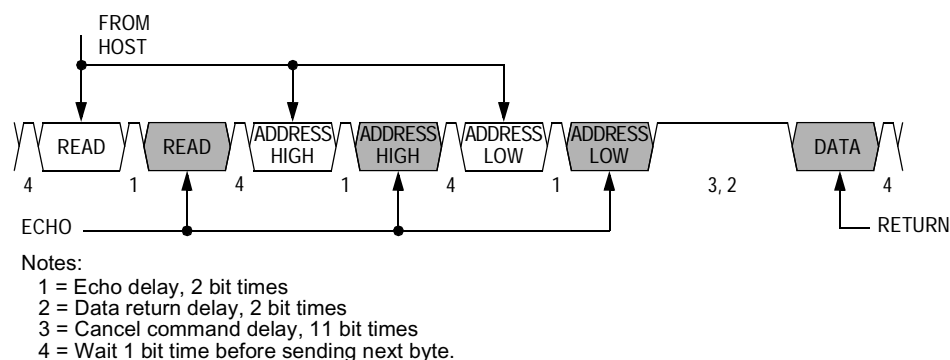 FROM
HOST
READ READ ADDRESS HIGH ADDRESS HIGH ADDRESS LOW ADDRESS LOW DATA
4 1 4 1 4 1 3, 2 4
ECHO RETURN
Notes:
1 = Echo delay, 2 bit times
2 = Data return delay, 2 bit times
3 = Cancel command delay, 11 bit times
4 = Wait 1 bit time before sending next byte.